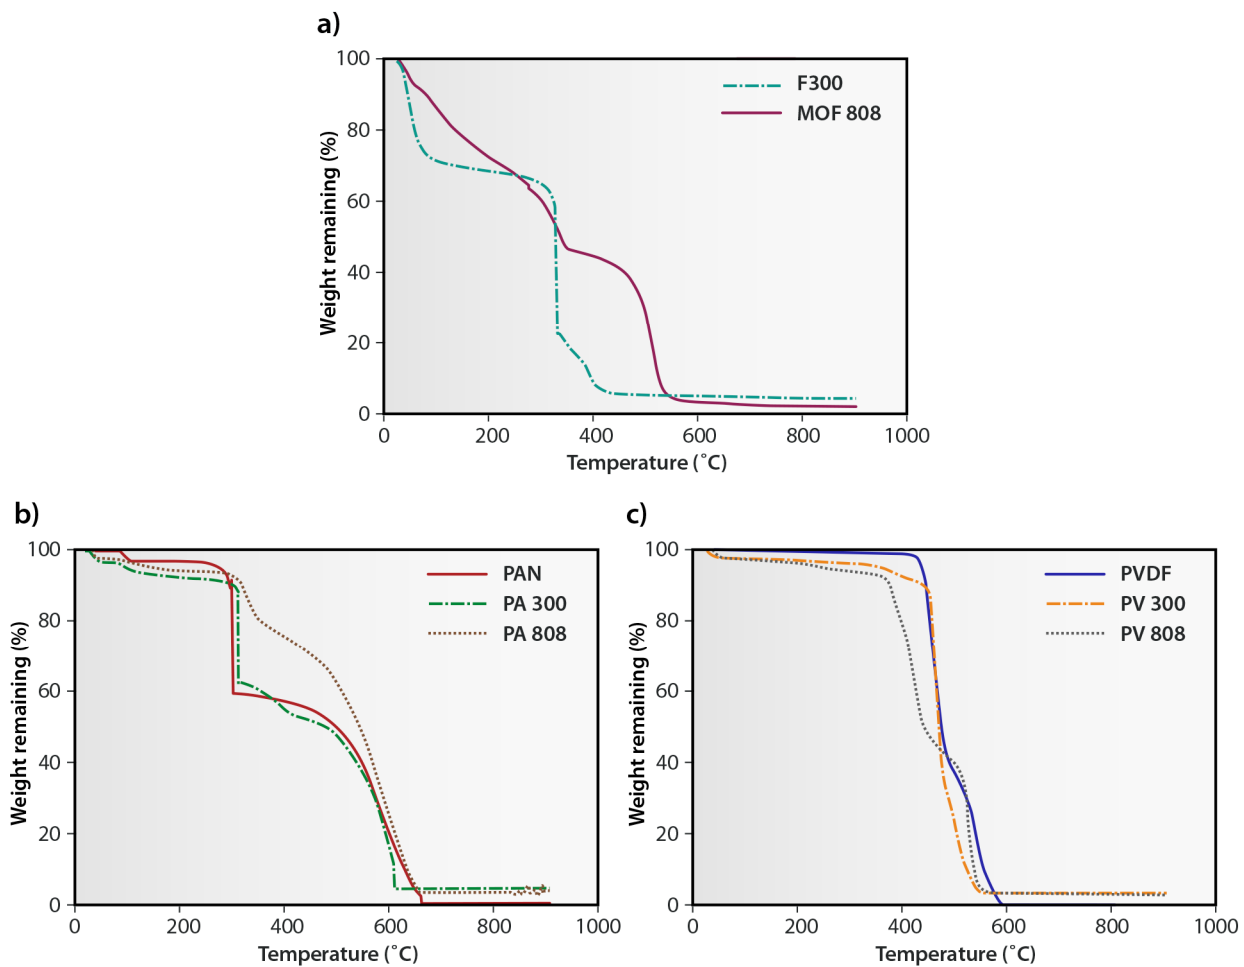 a)
100
80
60
40
20
0
Weight remaining (%)
F300
MOF 808
0 200 400 600 800 1000
Temperature (˚C)
b)
100
80
60
40
20
0
Weight remaining (%)
PAN
PA 300
PA 808
0 200 400 600 800 1000
Temperature (˚C)
c)
100
80
60
40
20
0
Weight remaining (%)
PVDF
PV 300
PV 808
0 200 400 600 800 1000
Temperature (˚C)